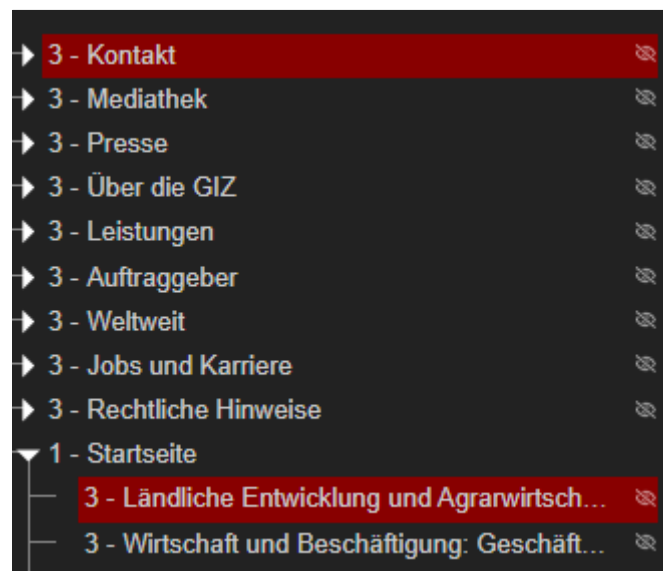 3 - Kontakt
3 - Mediathek
3 - Presse
3 - Über die GIZ
3 - Leistungen
3 - Auftraggeber
3 - Weltweit
3 - Jobs und Karriere
3 - Rechtliche Hinweise
1 - Startseite
3 - Ländliche Entwicklung und Agrarwirtsch...
3 - Wirtschaft und Beschäftigung: Geschäft...